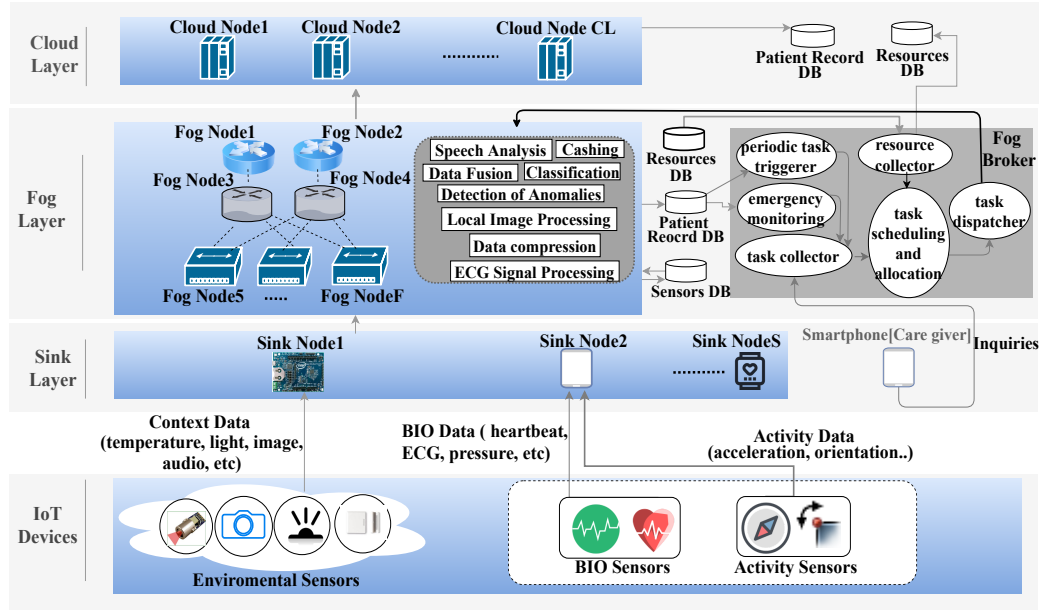 Cloud
Layer
Cloud Node1
Cloud Node2
Cloud Node CL
Patient Record
DB
Resources
DB
Fog
Layer
Fog Node1
Fog Node2
Fog Node3
Fog Node4
Fog Node5
Fog NodeF
Speech Analysis
Cashing
Data Fusion
Classification
Detection of Anomalies
Local Image Processing
Data compression
ECG Signal Processing
Resources
DB
Patient
Reocrd DB
Sensors DB
Fog
Broker
periodic task
triggerer
resource
collector
emergency
monitoring
task collector
task
scheduling
and
allocation
task
dispatcher
Sink
Layer
Sink Node1
Sink Node2
Sink NodeS
Smartphone[Care giver]
Inquiries
Context Data
(temperature, light, image,
audio, etc)
BIO Data ( heartbeat,
ECG, pressure, etc)
Activity Data
(acceleration, orientation..)
IoT
Devices
Enviromental Sensors
BIO Sensors
Activity Sensors